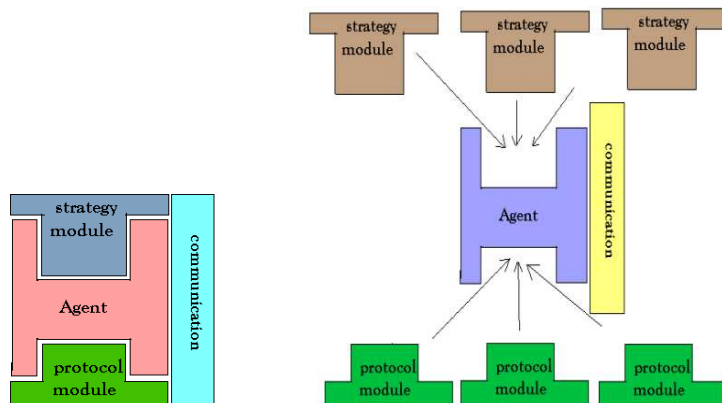 strategy
module
Agent
protocol
module
communication
strategy
module
strategy
module
strategy
module
Agent
communication
protocol
module
protocol
module
protocol
module